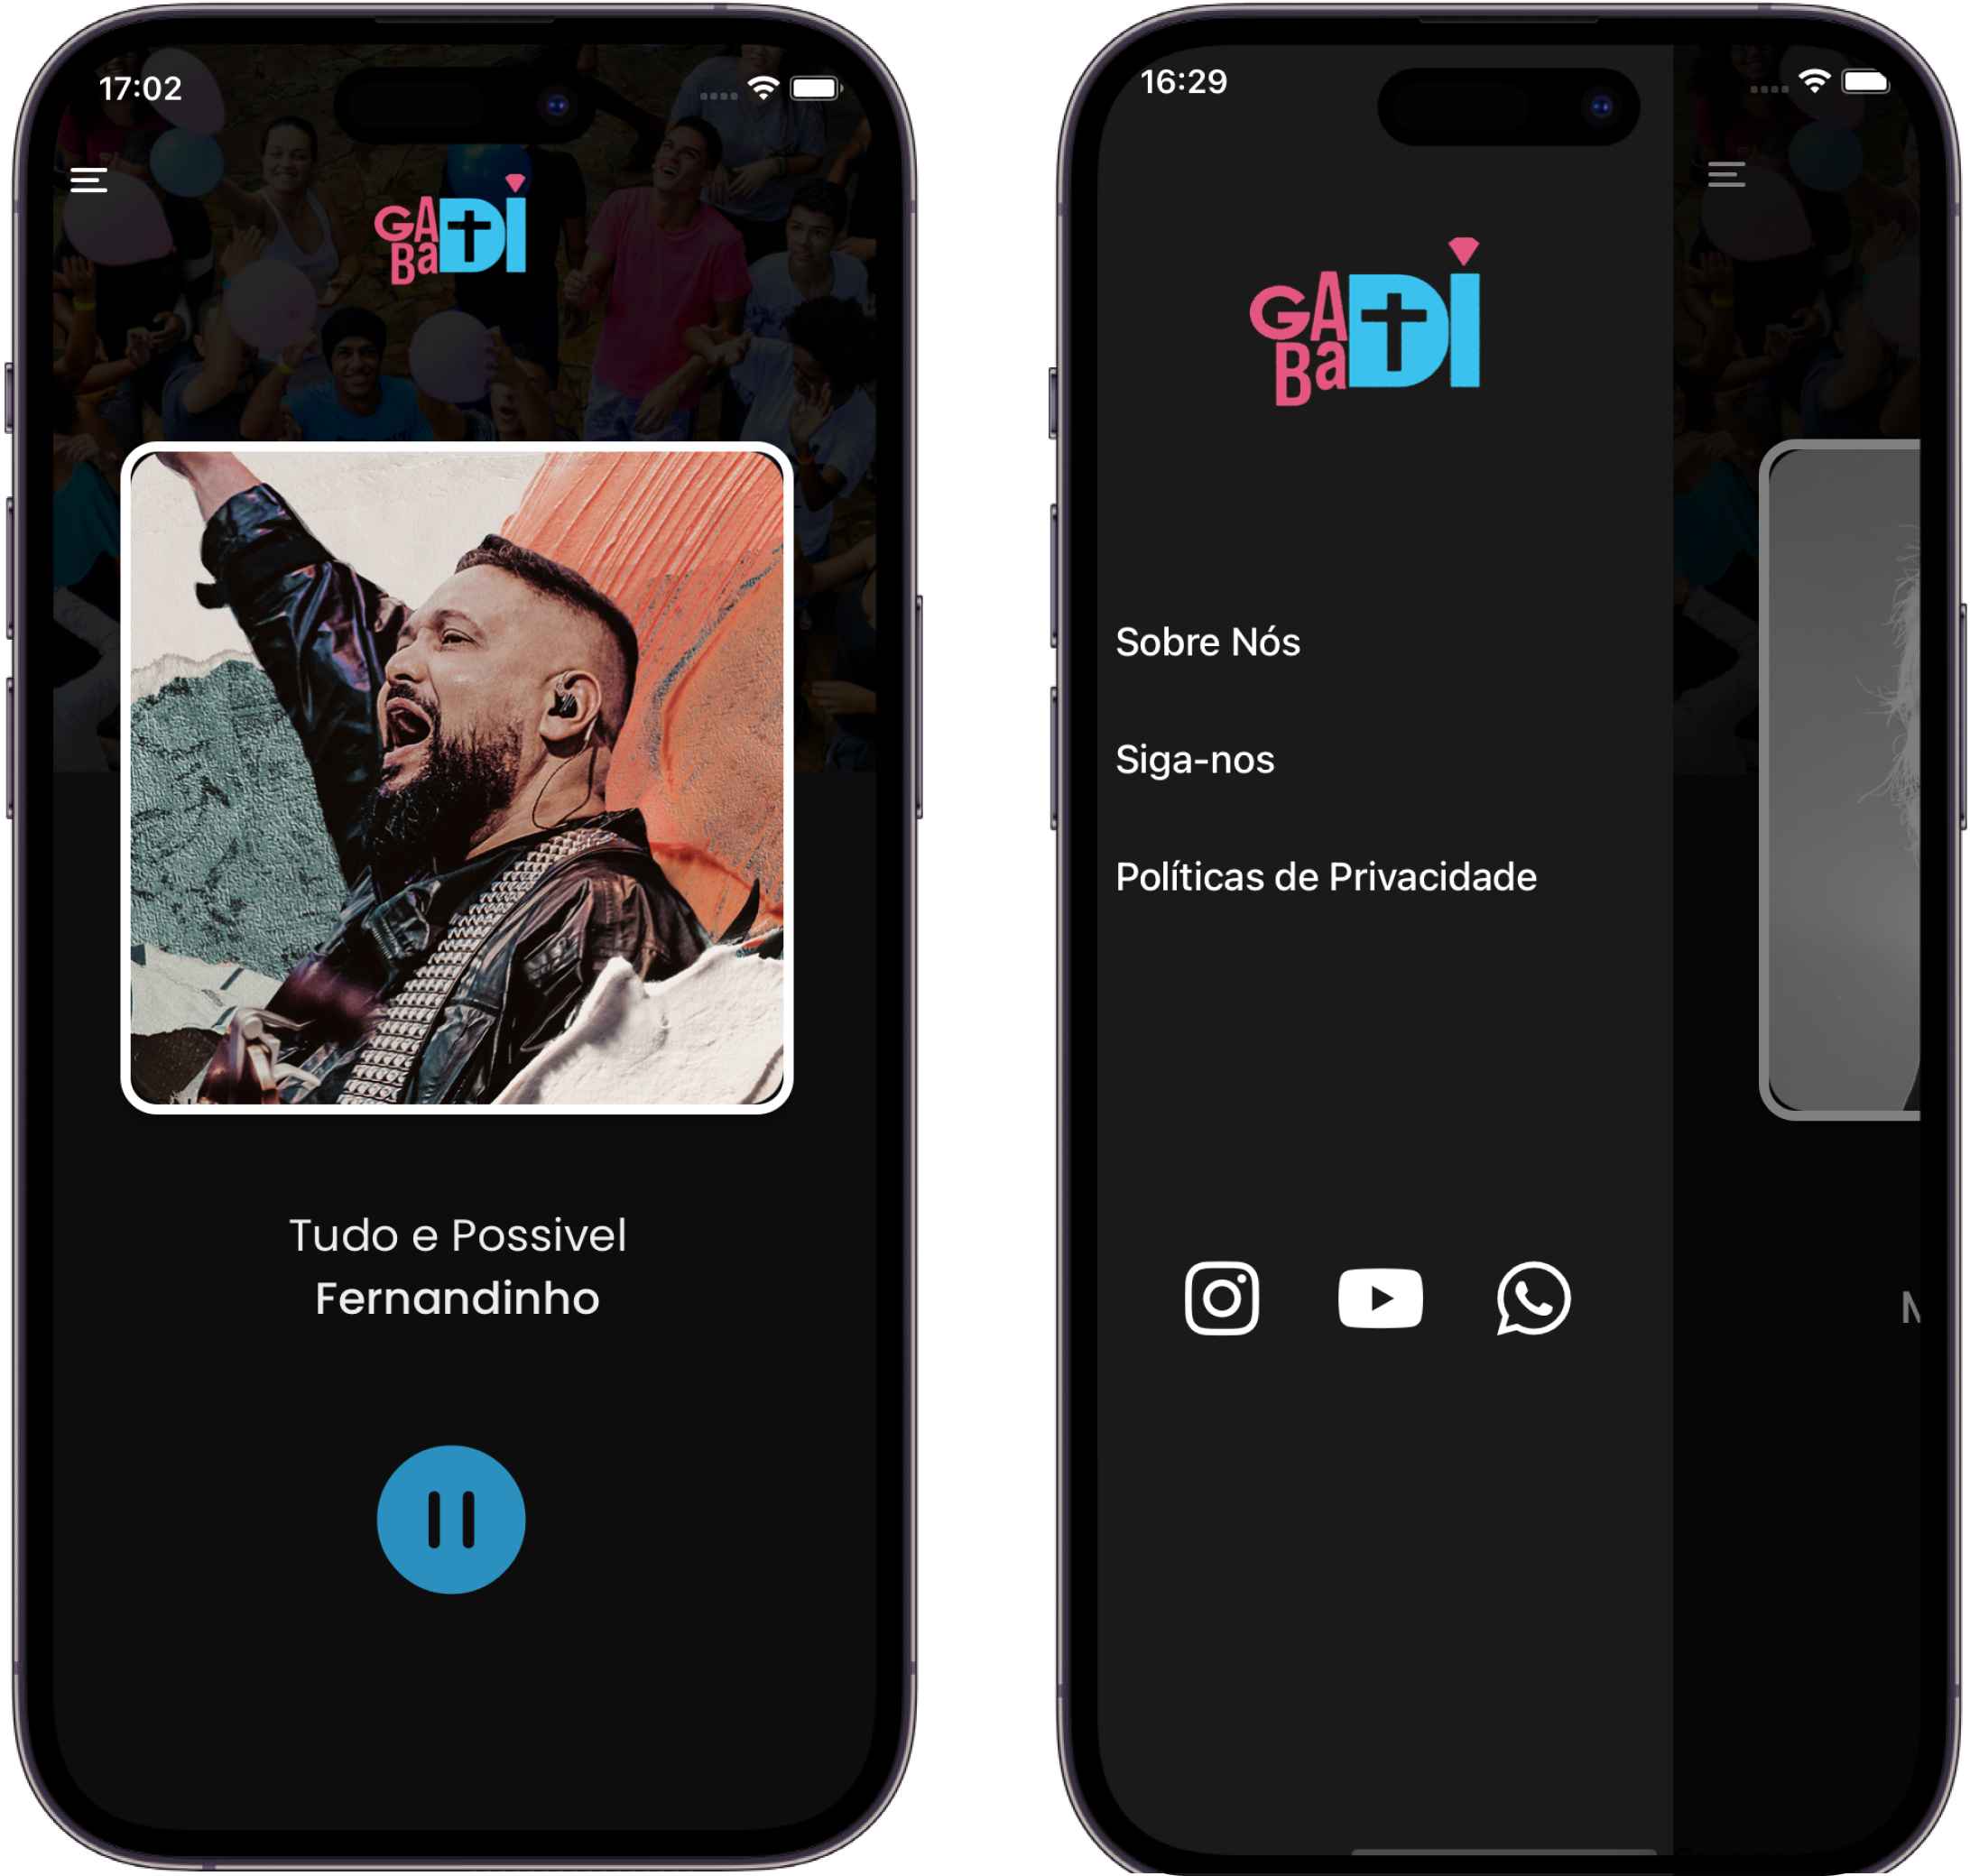 17:02
GA
Ba
DI
Tudo e Possivel
Fernandinho
16:29
GA
Ba
DI
Sobre Nós
Siga-nos
Políticas de Privacidade
M